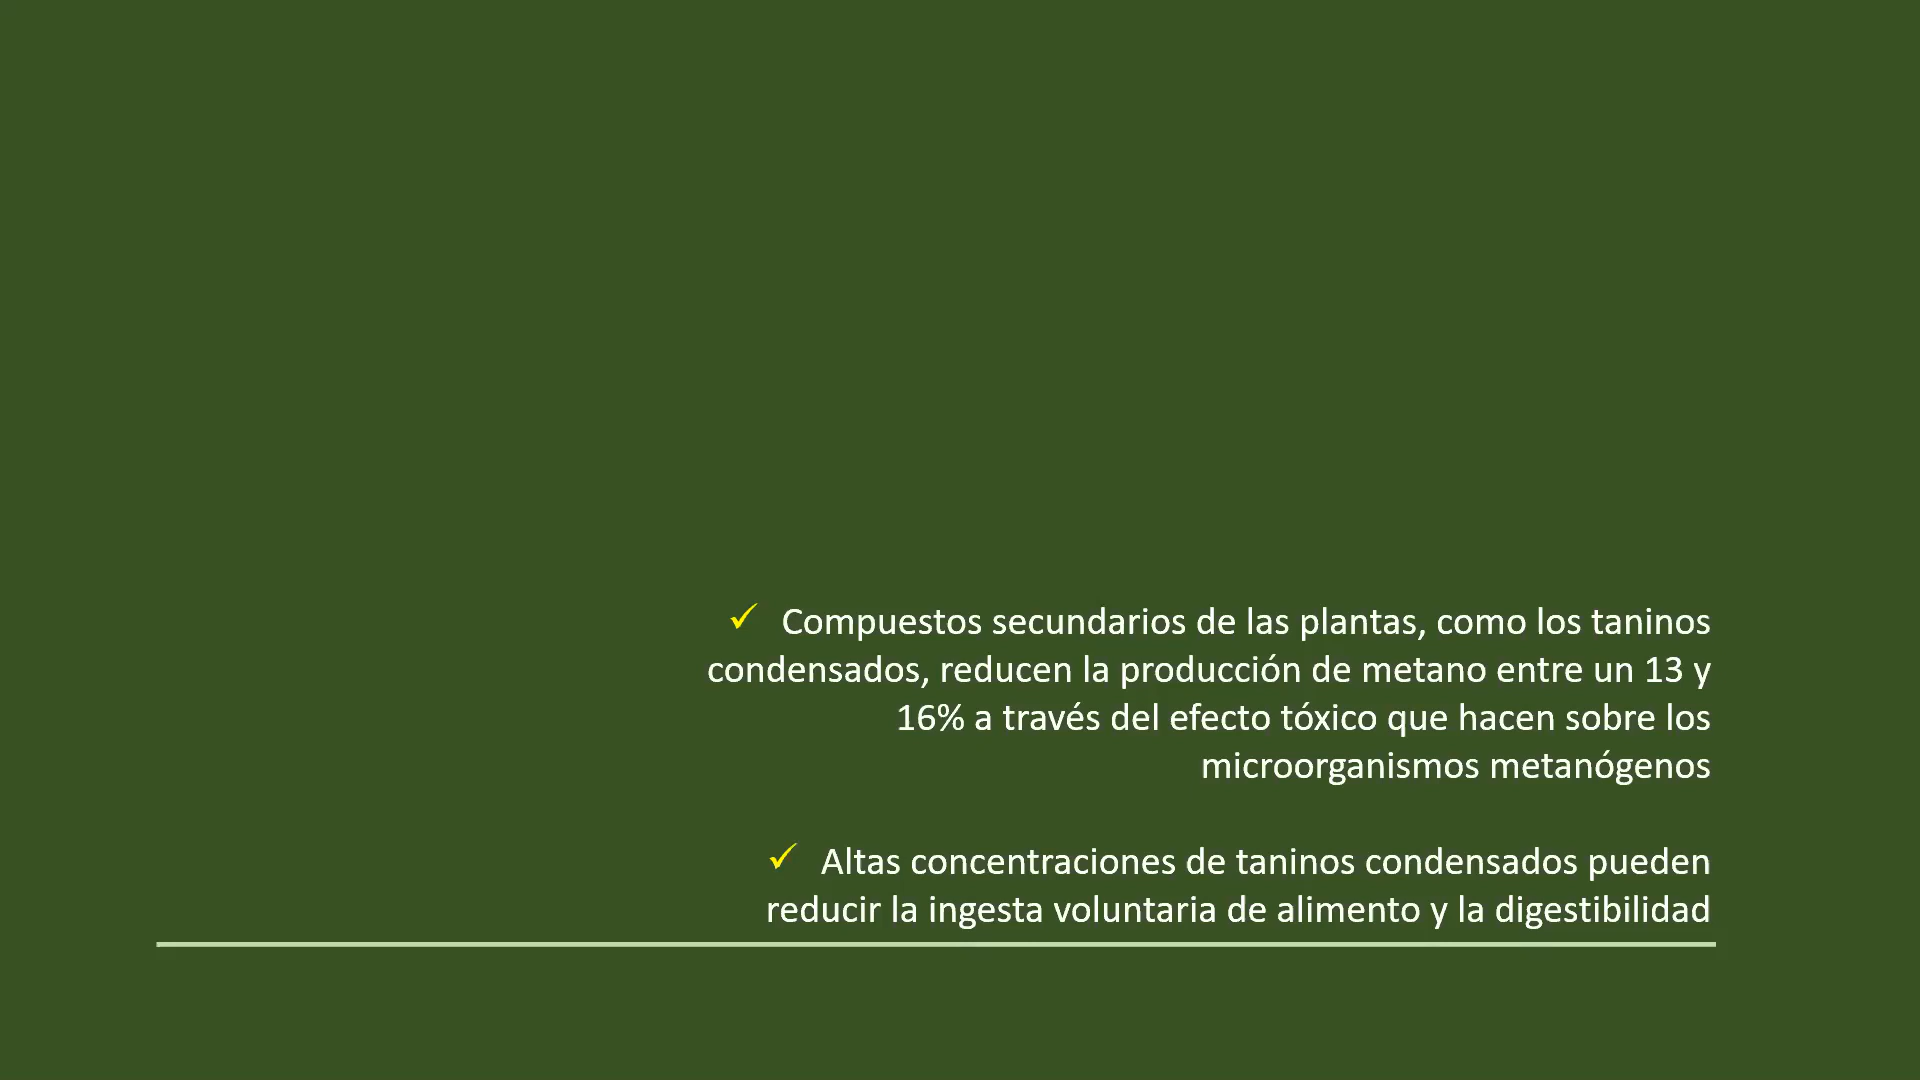 ✓ Compuestos secundarios de las plantas, como los taninos
condensados, reducen la producción de metano entre un 13 y
16% a través del efecto tóxico que hacen sobre los
microorganismos metanógenos
✓ Altas concentraciones de taninos condensados pueden
reducir la ingesta voluntaria de alimento y la digestibilidad